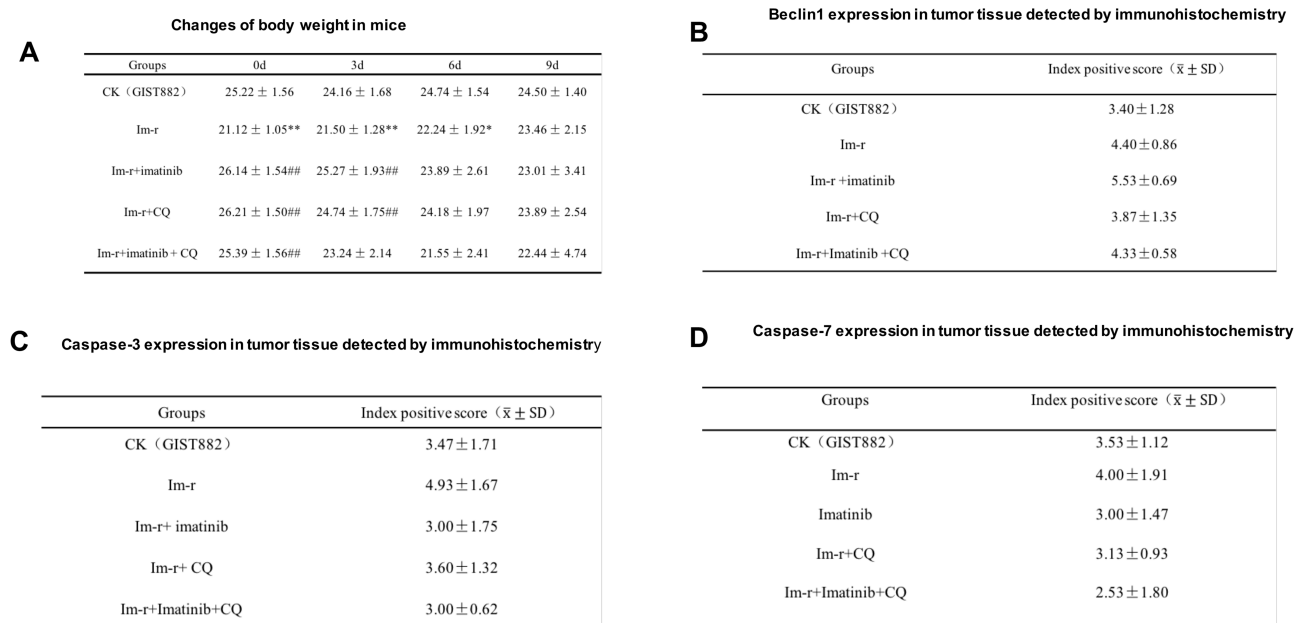 A
Changes of body weight in mice
Groups 0d 3d 6d 9d
CK（GIST882） 25.22 ± 1.56 24.16 ± 1.68 24.74 ± 1.54 24.50 ± 1.40
Im-r 21.12 ± 1.05** 21.50 ± 1.28** 22.24 ± 1.92* 23.46 ± 2.15
Im-r+imatinib 26.14 ± 1.54## 25.27 ± 1.93## 23.89 ± 2.61 23.01 ± 3.41
Im-r+CQ 26.21 ± 1.50## 24.74 ± 1.75## 24.18 ± 1.97 23.89 ± 2.54
Im-r+imatinib + CQ 25.39 ± 1.56## 23.24 ± 2.14 21.55 ± 2.41 22.44 ± 4.74
B
Beclin1 expression in tumor tissue detected by immunohistochemistry
Groups Index positive score（x̄ ± SD）
CK（GIST882） 3.40±1.28
Im-r 4.40±0.86
Im-r +imatinib 5.53±0.69
Im-r+CQ 3.87±1.35
Im-r+Imatinib +CQ 4.33±0.58
C
Caspase-3 expression in tumor tissue detected by immunohistochemistry
Groups Index positive score（x̄ ± SD）
CK（GIST882） 3.47±1.71
Im-r 4.93±1.67
Im-r+ imatinib 3.00±1.75
Im-r+ CQ 3.60±1.32
Im-r+Imatinib+CQ 3.00±0.62
D
Caspase-7 expression in tumor tissue detected by immunohistochemistry
Groups Index positive score（x̄ ± SD）
CK（GIST882） 3.53±1.12
Im-r 4.00±1.91
Imatinib 3.00±1.47
Im-r+CQ 3.13±0.93
Im-r+Imatinib+CQ 2.53±1.80